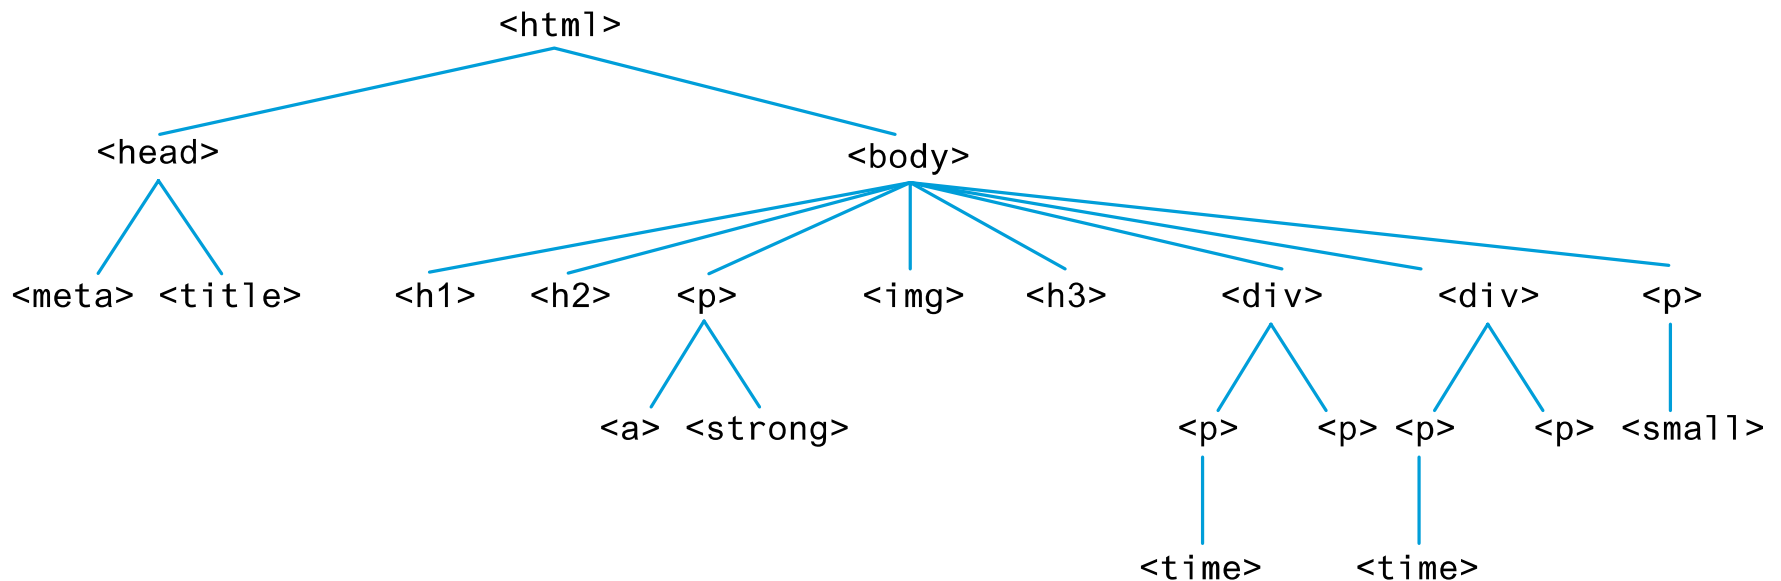 <html>
<head> <body>
<meta> <title> <h1> <h2> <p> <img> <h3> <div> <div> <p>
<a> <strong> <p> <p> <p> <p> <small>
<time> <time>